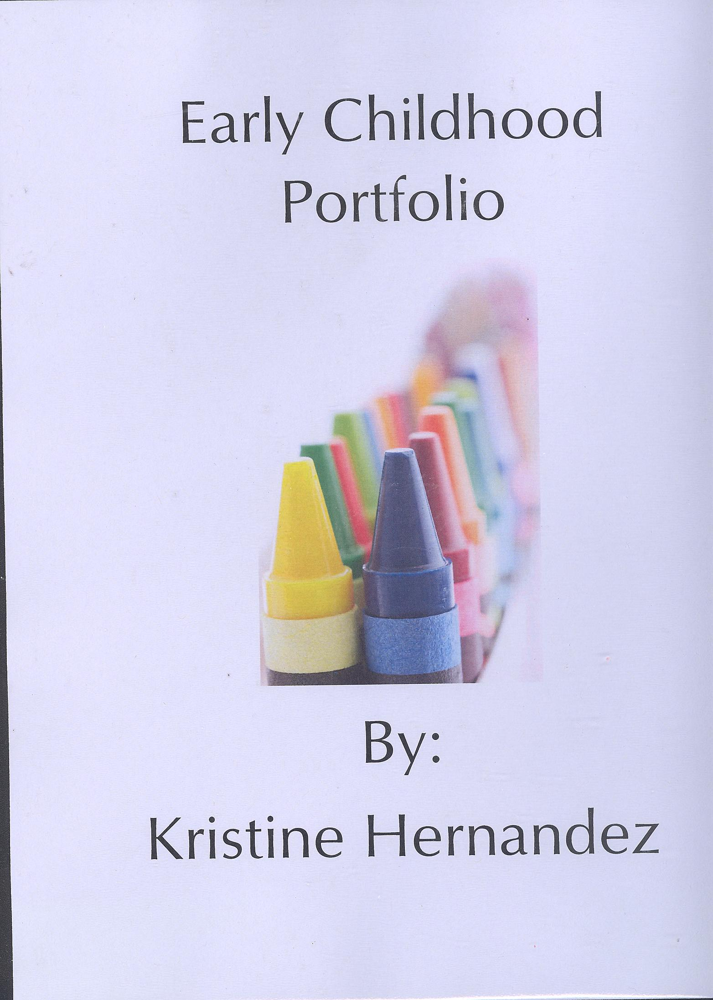 Early Childhood
Portfolio
By:
Kristine Hernandez